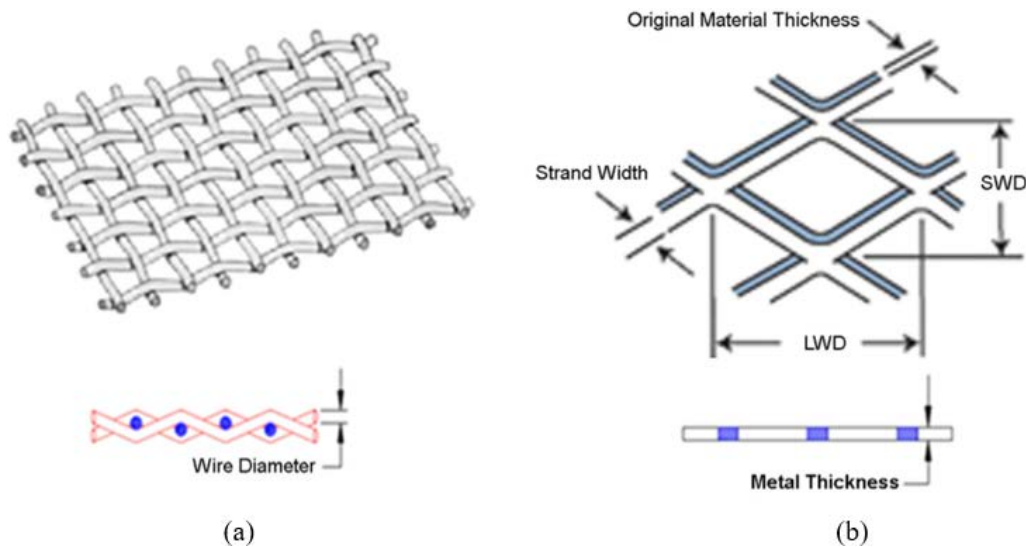 Original Material Thickness
Strand Width
SWD
LWD
Wire Diameter
Metal Thickness
(a)
(b)